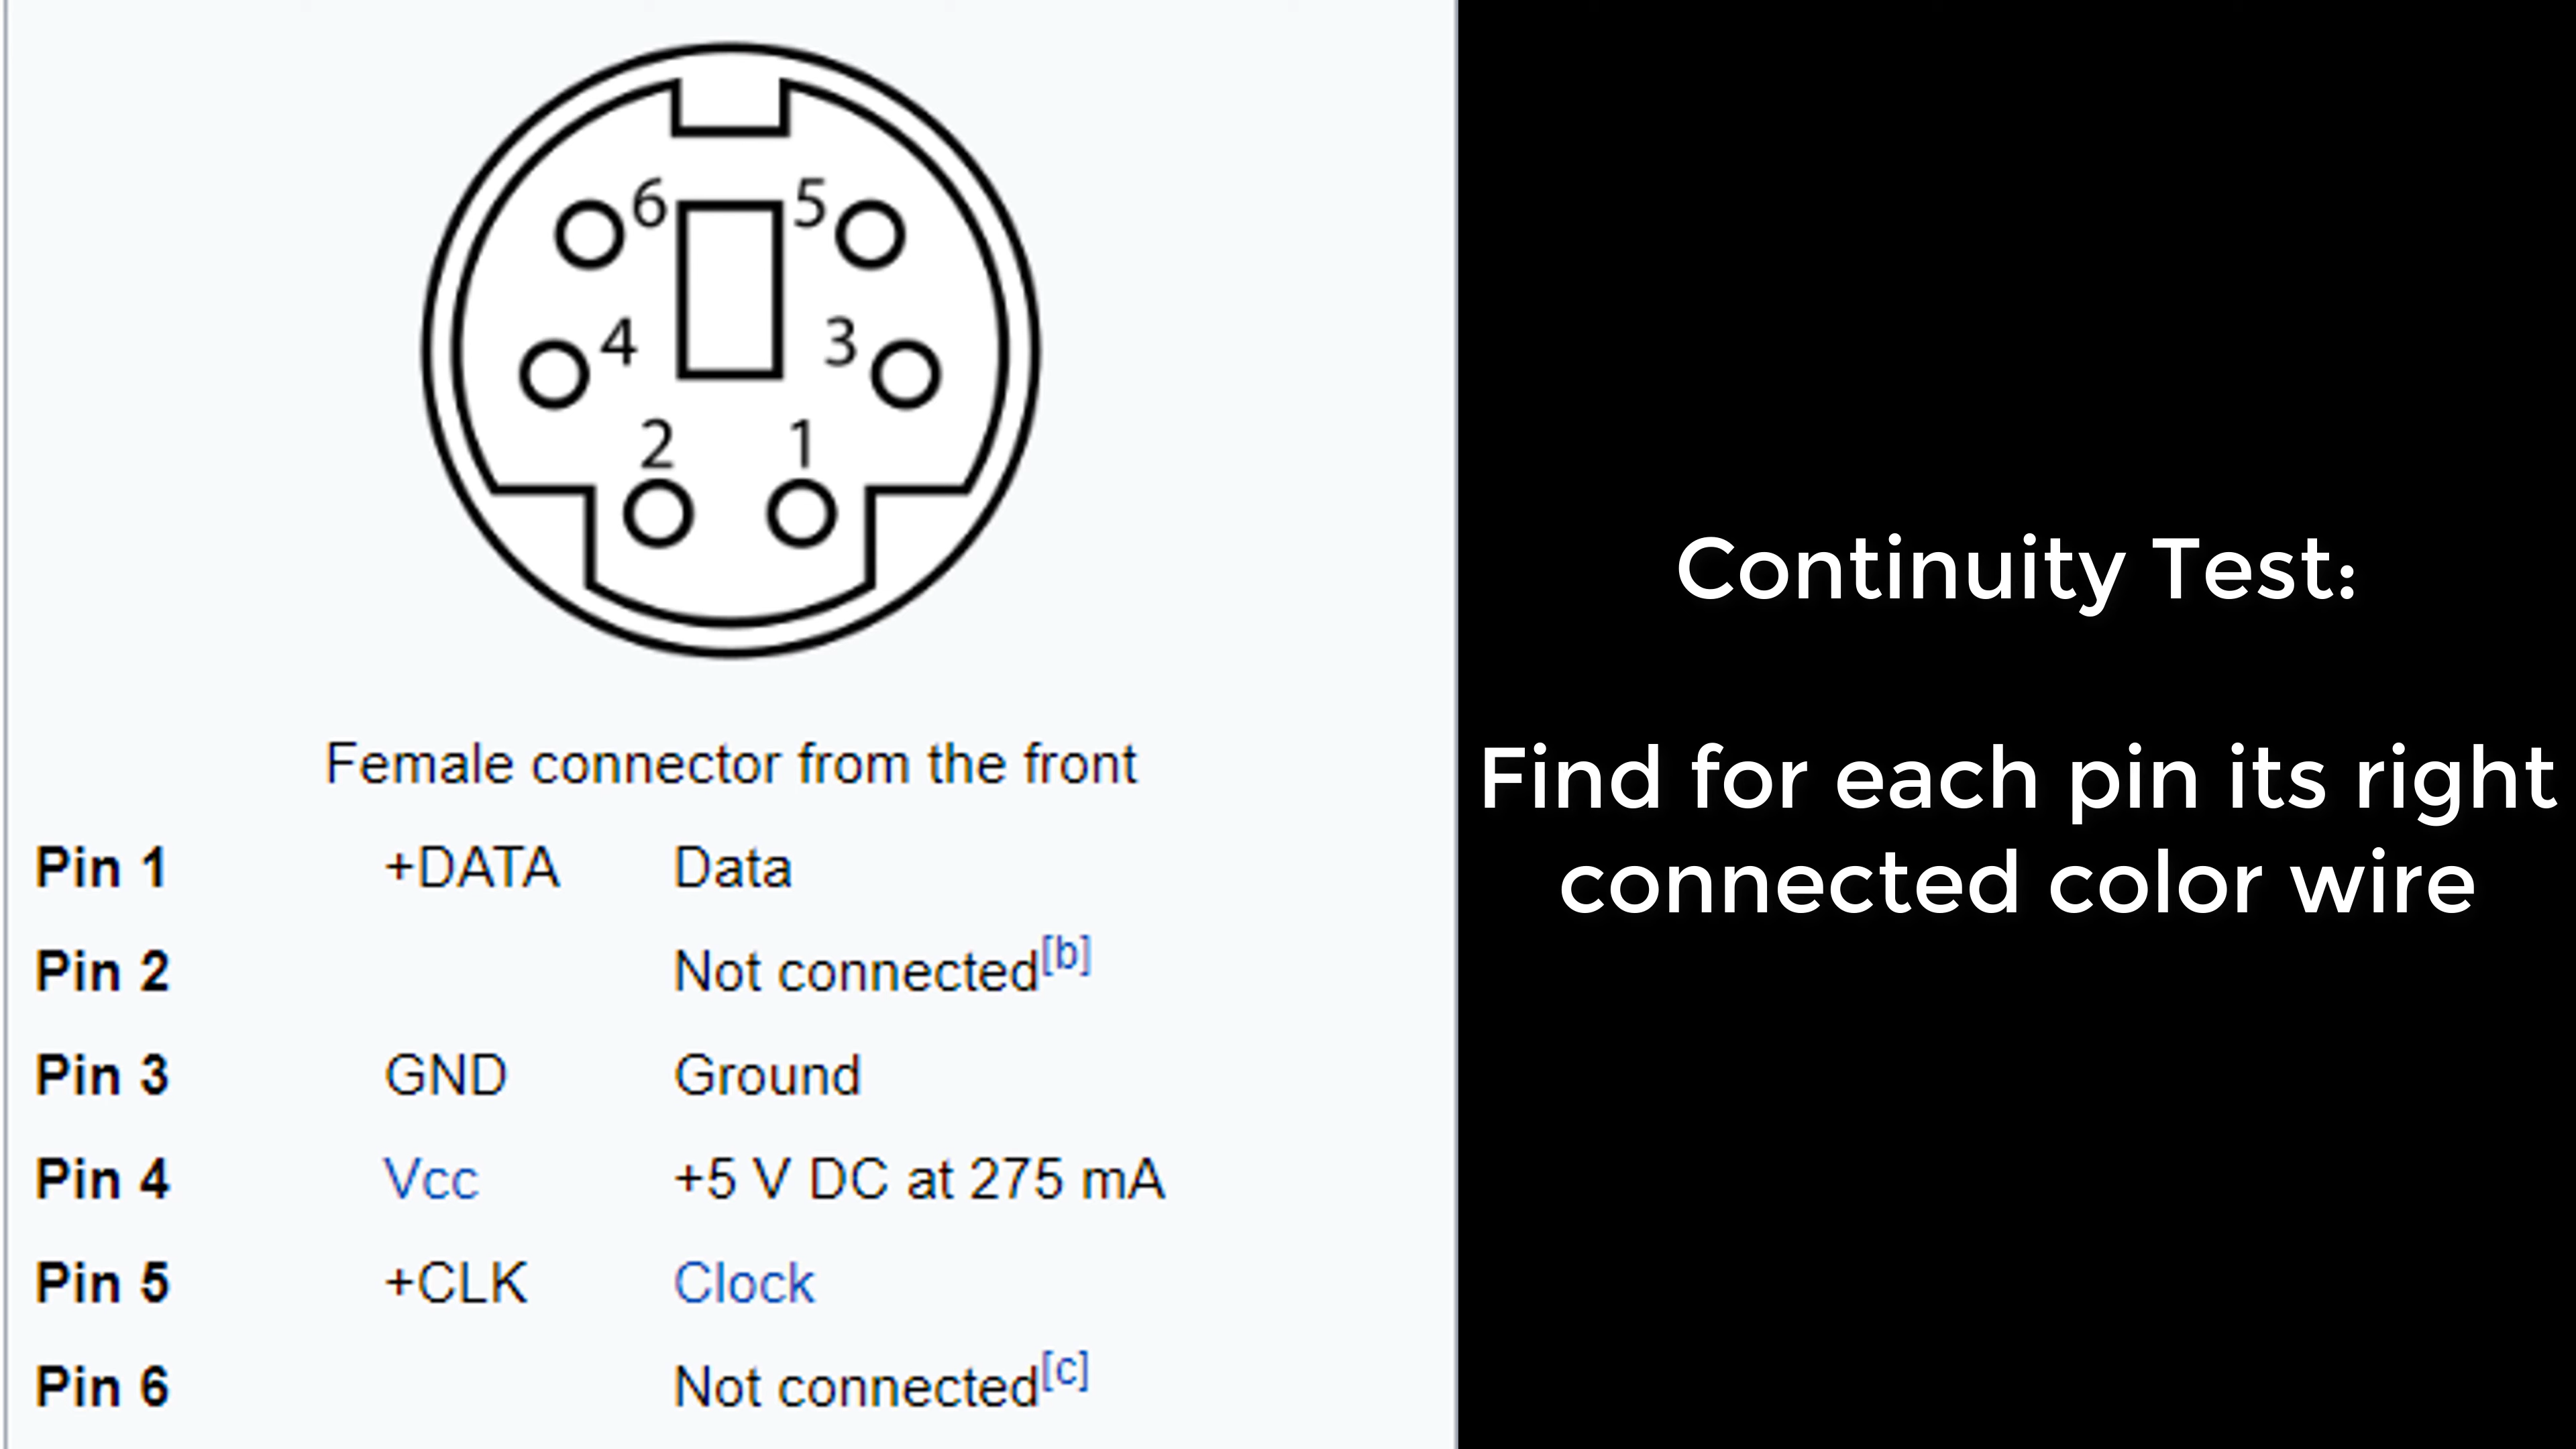 6 5
4 3
2 1
Female connector from the front
Pin 1 +DATA Data
Pin 2 Not connected[b]
Pin 3 GND Ground
Pin 4 Vcc +5 V DC at 275 mA
Pin 5 +CLK Clock
Pin 6 Not connected[c]
Continuity Test:
Find for each pin its right
connected color wire